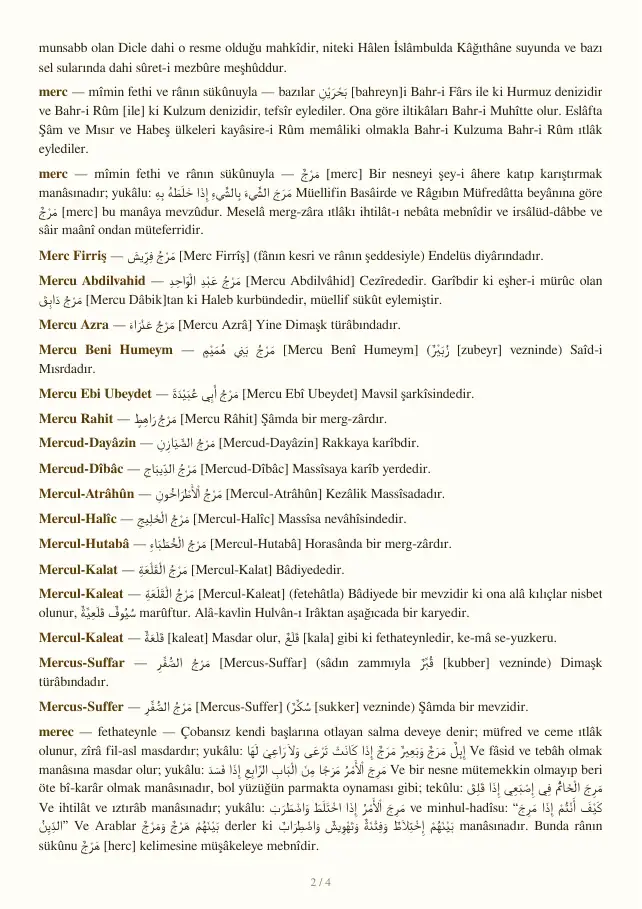 munsabb olan Dicle dahi o resme olduğu mahkîdir, niteki Hâlen İslâmbulda Kâğıthâne suyunda ve bazı
sel sularında dahi sûret-i mezbûre meşhûddur.
merc — mîmin fethi ve rânın sükûnuyla — bazılar بَحْرَيْنِ [bahreyn]i Bahr-i Fârs ile ki Hurmuz denizidir
ve Bahr-i Rûm [ile] ki Kulzum denizidir, tefsîr eylediler. Ona göre iltikâları Bahr-i Muhîtte olur. Eslâfta
Şâm ve Mısır ve Habeş ülkeleri kayâsire-i Rûm memâliki olmakla Bahr-i Kulzuma Bahr-i Rûm ıtlâk
eylediler.
merc — mîmin fethi ve rânın sükûnuyla — مَرْجٌ [merc] Bir nesneyi şey-i âhere katıp karıştırmak
manâsınadır; yukâlu: مَرَجَ الشَّيْءَ بِالشَّيْءِ إِذَا خَلَطَهُ بِهِ Müellifin Basâirde ve Râgıbın Müfredâtta beyânına göre
مَرْجٌ [merc] bu manâya mevzûdur. Meselâ merg-zâra ıtlâkı ihtilât-ı nebâta mebnîdir ve irsâlüd-dâbbe ve
sâir maânî ondan müteferridir.
Merc Firriş — مَرْجُ فِرِّيشَ [Merc Firrîş] (fânın kesri ve rânın şeddesiyle) Endelüs diyârındadır.
Mercu Abdilvahid — مَرْجُ عَبْدِ الْوَاحِدِ [Mercu Abdilvâhid] Cezîrededir. Garîbdir ki eşher-i mürûc olan
مَرْجُ دَابِقَ [Mercu Dâbik]tan ki Haleb kurbündedir, müellif sükût eylemiştir.
Mercu Azra — مَرْجُ عَذْرَاءَ [Mercu Azrâ] Yine Dimaşk türâbındadır.
Mercu Beni Humeym — مَرْجُ بَنِي هُمَيْمٍ [Mercu Benî Humeym] (زُبَيْرٌ [zubeyr] vezninde) Saîd-i
Mısrdadır.
Mercu Ebi Ubeydet — مَرْجُ أَبِي عُبَيْدَةَ [Mercu Ebî Ubeydet] Mavsil şarkîsindedir.
Mercu Rahit — مَرْجُ رَاهِطٍ [Mercu Râhit] Şâmda bir merg-zârdır.
Mercud-Dayâzin — مَرْجُ الضَّيَازِنِ [Mercud-Dayâzin] Rakkaya karîbdir.
Mercud-Dîbâc — مَرْجُ الدِّيبَاجِ [Mercud-Dîbâc] Massîsaya karîb yerdedir.
Mercul-Atrâhûn — مَرْجُ الْأَطْرَاخُونِ [Mercul-Atrâhûn] Kezâlik Massîsadadır.
Mercul-Halîc — مَرْجُ الْخَلِيجِ [Mercul-Halîc] Massîsa nevâhîsindedir.
Mercul-Hutabâ — مَرْجُ الْخُطَبَاءِ [Mercul-Hutabâ] Horasânda bir merg-zârdır.
Mercul-Kalat — مَرْجُ الْقَلْعَةِ [Mercul-Kalat] Bâdiyededir.
Mercul-Kaleat — مَرْجُ الْقَلَعَةِ [Mercul-Kaleat] (fetehâtla) Bâdiyede bir mevzidir ki ona alâ kılıçlar nisbet
olunur, سُيُوفٌ قَلَعِيَّةٌ marûftur. Alâ-kavlin Hulvân-ı Irâktan aşağıcada bir karyedir.
Mercul-Kaleat — قَلَعَةٌ [kaleat] Masdar olur, قَلَعٌ [kala] gibi ki fethateynledir, ke-mâ se-yuzkeru.
Mercus-Suffar — مَرْجُ الصُّفَّرِ [Mercus-Suffar] (sâdın zammıyla قُبَّرٌ [kubber] vezninde) Dimaşk
türâbındadır.
Mercus-Suffer — مَرْجُ الصُّفَّرِ [Mercus-Suffer] (سُكَّرٌ [sukker] vezninde) Şâmda bir mevzidir.
merec — fethateynle — Çobansız kendi başlarına otlayan salma deveye denir; müfred ve ceme ıtlâk
olunur, zîrâ fil-asl masdardır; yukâlu: إِبِلٌ مَرَجٌ وَبَعِيرٌ مَرَجٌ إِذَا كَانَتْ تَرْعَى وَلَا رَاعِيَ لَهَا Ve fâsid ve tebâh olmak
manâsına masdar olur; yukâlu: مَرِجَ الْأَمْرُ مَرَجًا مِنَ الْبَابِ الرَّابِعِ إِذَا فَسَدَ Ve bir nesne mütemekkin olmayıp beri
öte bî-karâr olmak manâsınadır, bol yüzüğün parmakta oynaması gibi; tekûlu: مَرِجَ الْخَاتَمُ فِي إِصْبَعِي إِذَا قَلِقَ
Ve ihtilât ve ıztırâb manâsınadır; yukâlu: مَرِجَ الْأَمْرُ إِذَا اخْتَلَطَ وَاضْطَرَبَ ve minhul-hadîsu: “كَيْفَ أَنْتُمْ إِذَا مَرِجَ
الدِّينُ” Ve Arablar بَيْنَهُمْ هَرْجٌ وَمَرْجٌ derler ki بَيْنَهُمْ إِخْتِلَاطٌ وَفِتْنَةٌ وَتَهْوِيشٌ وَاضْطِرَابٌ manâsınadır. Bunda rânın
sükûnu هَرْجٌ [herc] kelimesine müşâkeleye mebnîdir.
2 / 4